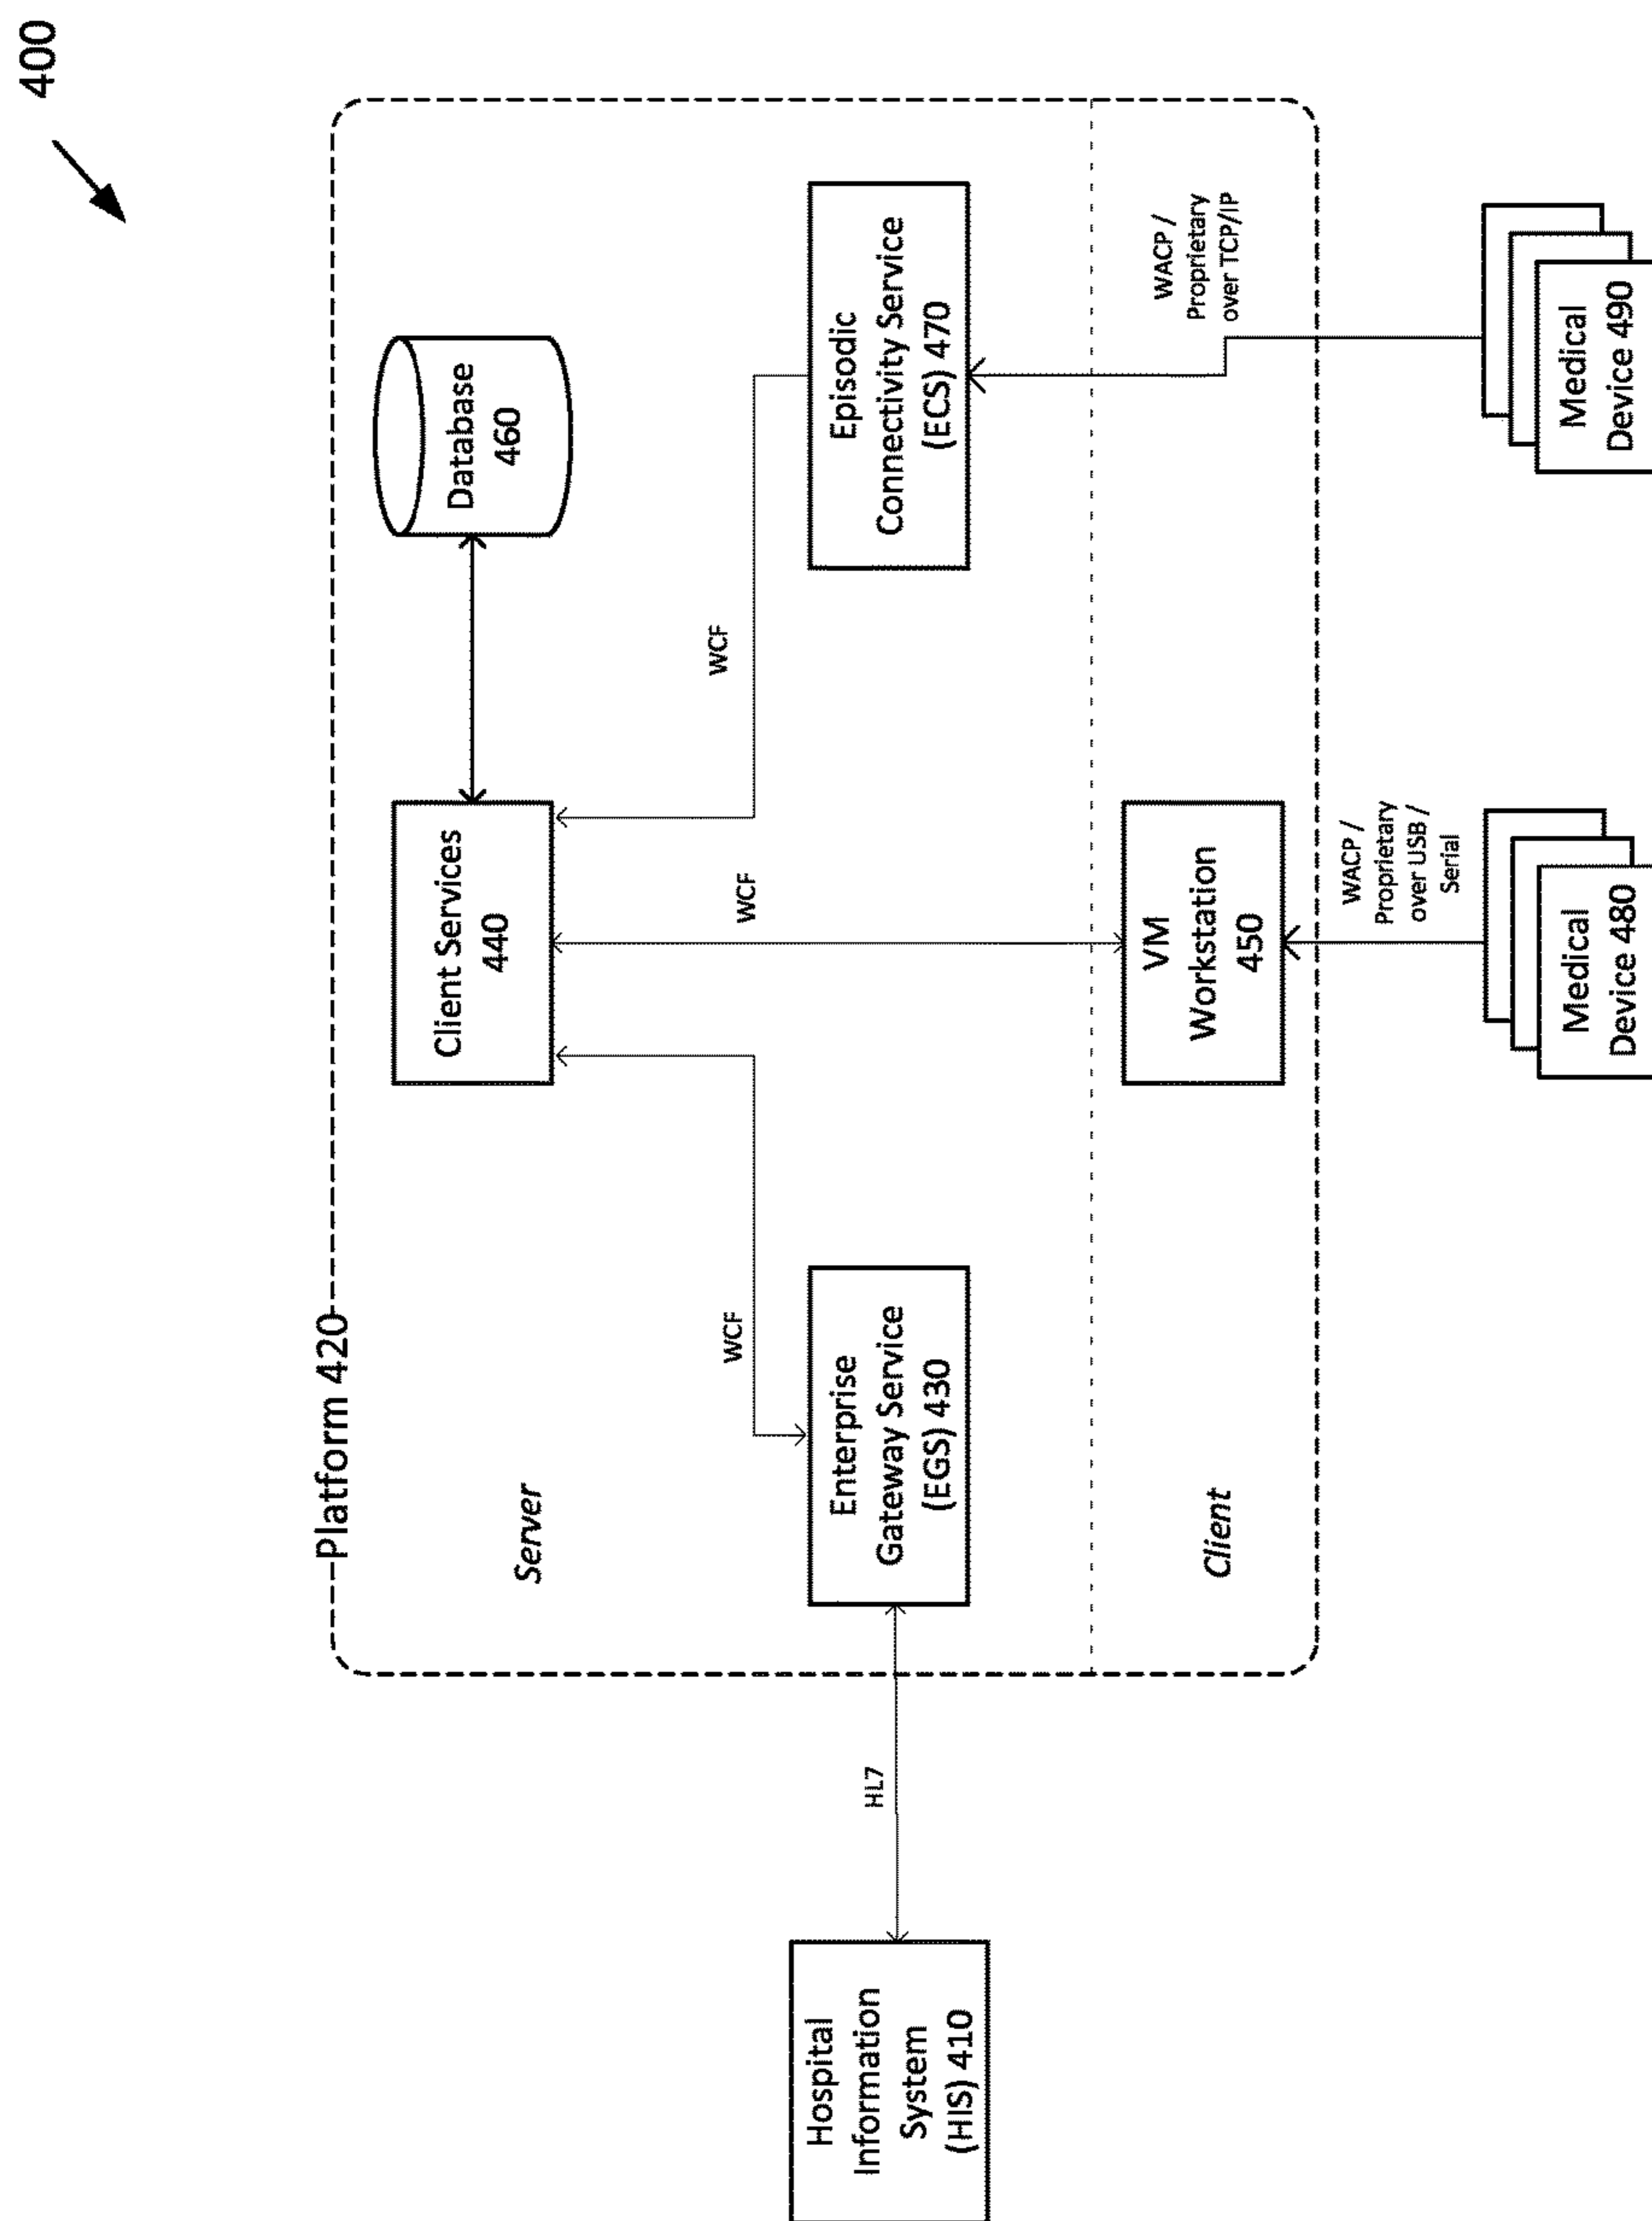 400
Platform 420
Server
Client Services
440
Database
460
WCF
WCF
WCF
Hospital
Information
System
(HIS) 410
HL7
Enterprise
Gateway Service
(EGS) 430
Episodic
Connectivity Service
(ECS) 470
Client
VM
Workstation
450
WACP /
Proprietary
over TCP/IP
WACP /
Proprietary
over USB /
Serial
Medical
Device 480
Medical
Device 490